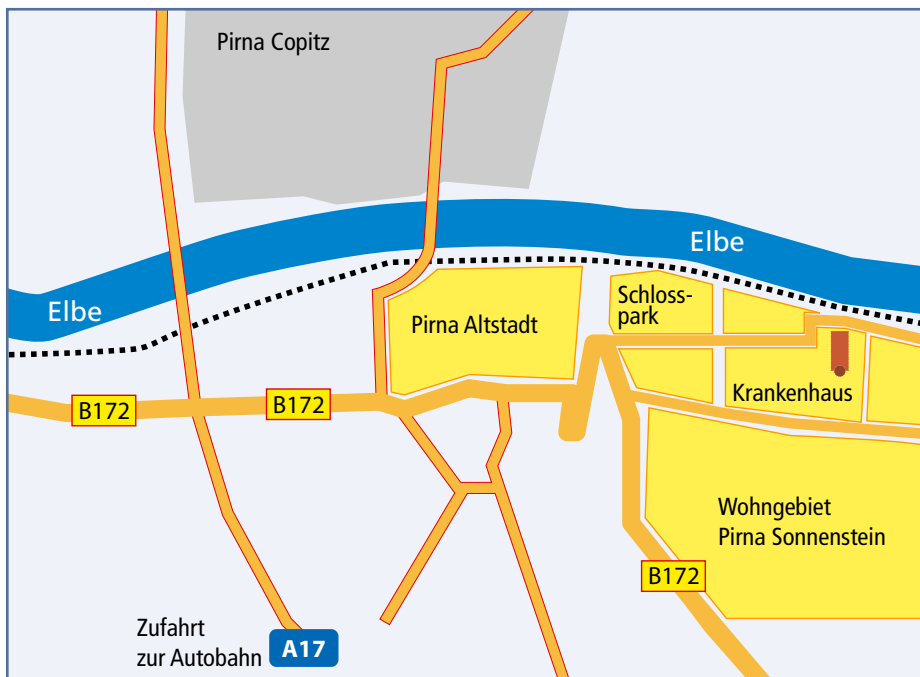 Pirna Copitz
Elbe
Elbe
Schloss-
park
Pirna Altstadt
Krankenhaus
B172
B172
Wohngebiet
Pirna Sonnenstein
B172
Zufahrt
zur Autobahn
A17